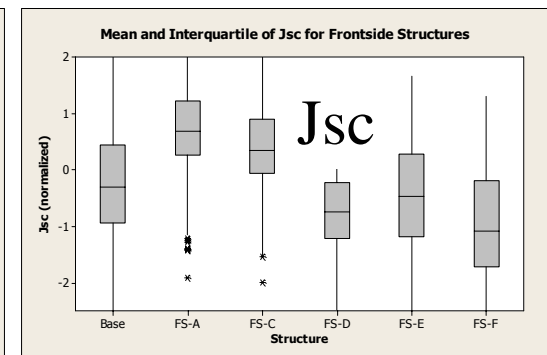 Mean and Interquartile of Jsc for Frontside Structures
Jsc (normalized)
2
1
0
-1
-2
Jsc
Base FS-A FS-C FS-D FS-E FS-F
Structure